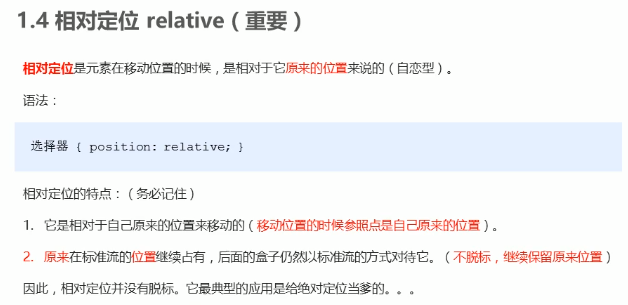 1.4 相对定位 relative（重要）
相对定位是元素在移动位置的时候，是相对于它原来的位置来说的（自恋型）。
语法：
选择器 { position: relative; }
相对定位的特点：（务必记住）
1. 它是相对于自己原来的位置来移动的（移动位置的时候参照点是自己原来的位置）。
2. 原来在标准流的位置继续占有，后面的盒子仍然以标准流的方式对待它。（不脱标，继续保留原来位置）
因此，相对定位并没有脱标。它最典型的应用是给绝对定位当爹的。。。